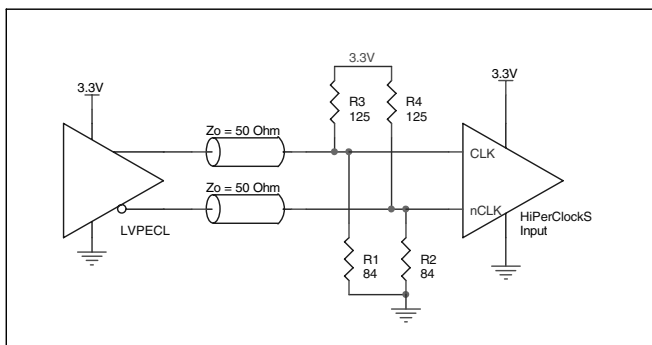 3.3V
3.3V
3.3V
R3
125
R4
125
Zo = 50 Ohm
CLK
Zo = 50 Ohm
nCLK
HiPerClockS
Input
LVPECL
R1
84
R2
84